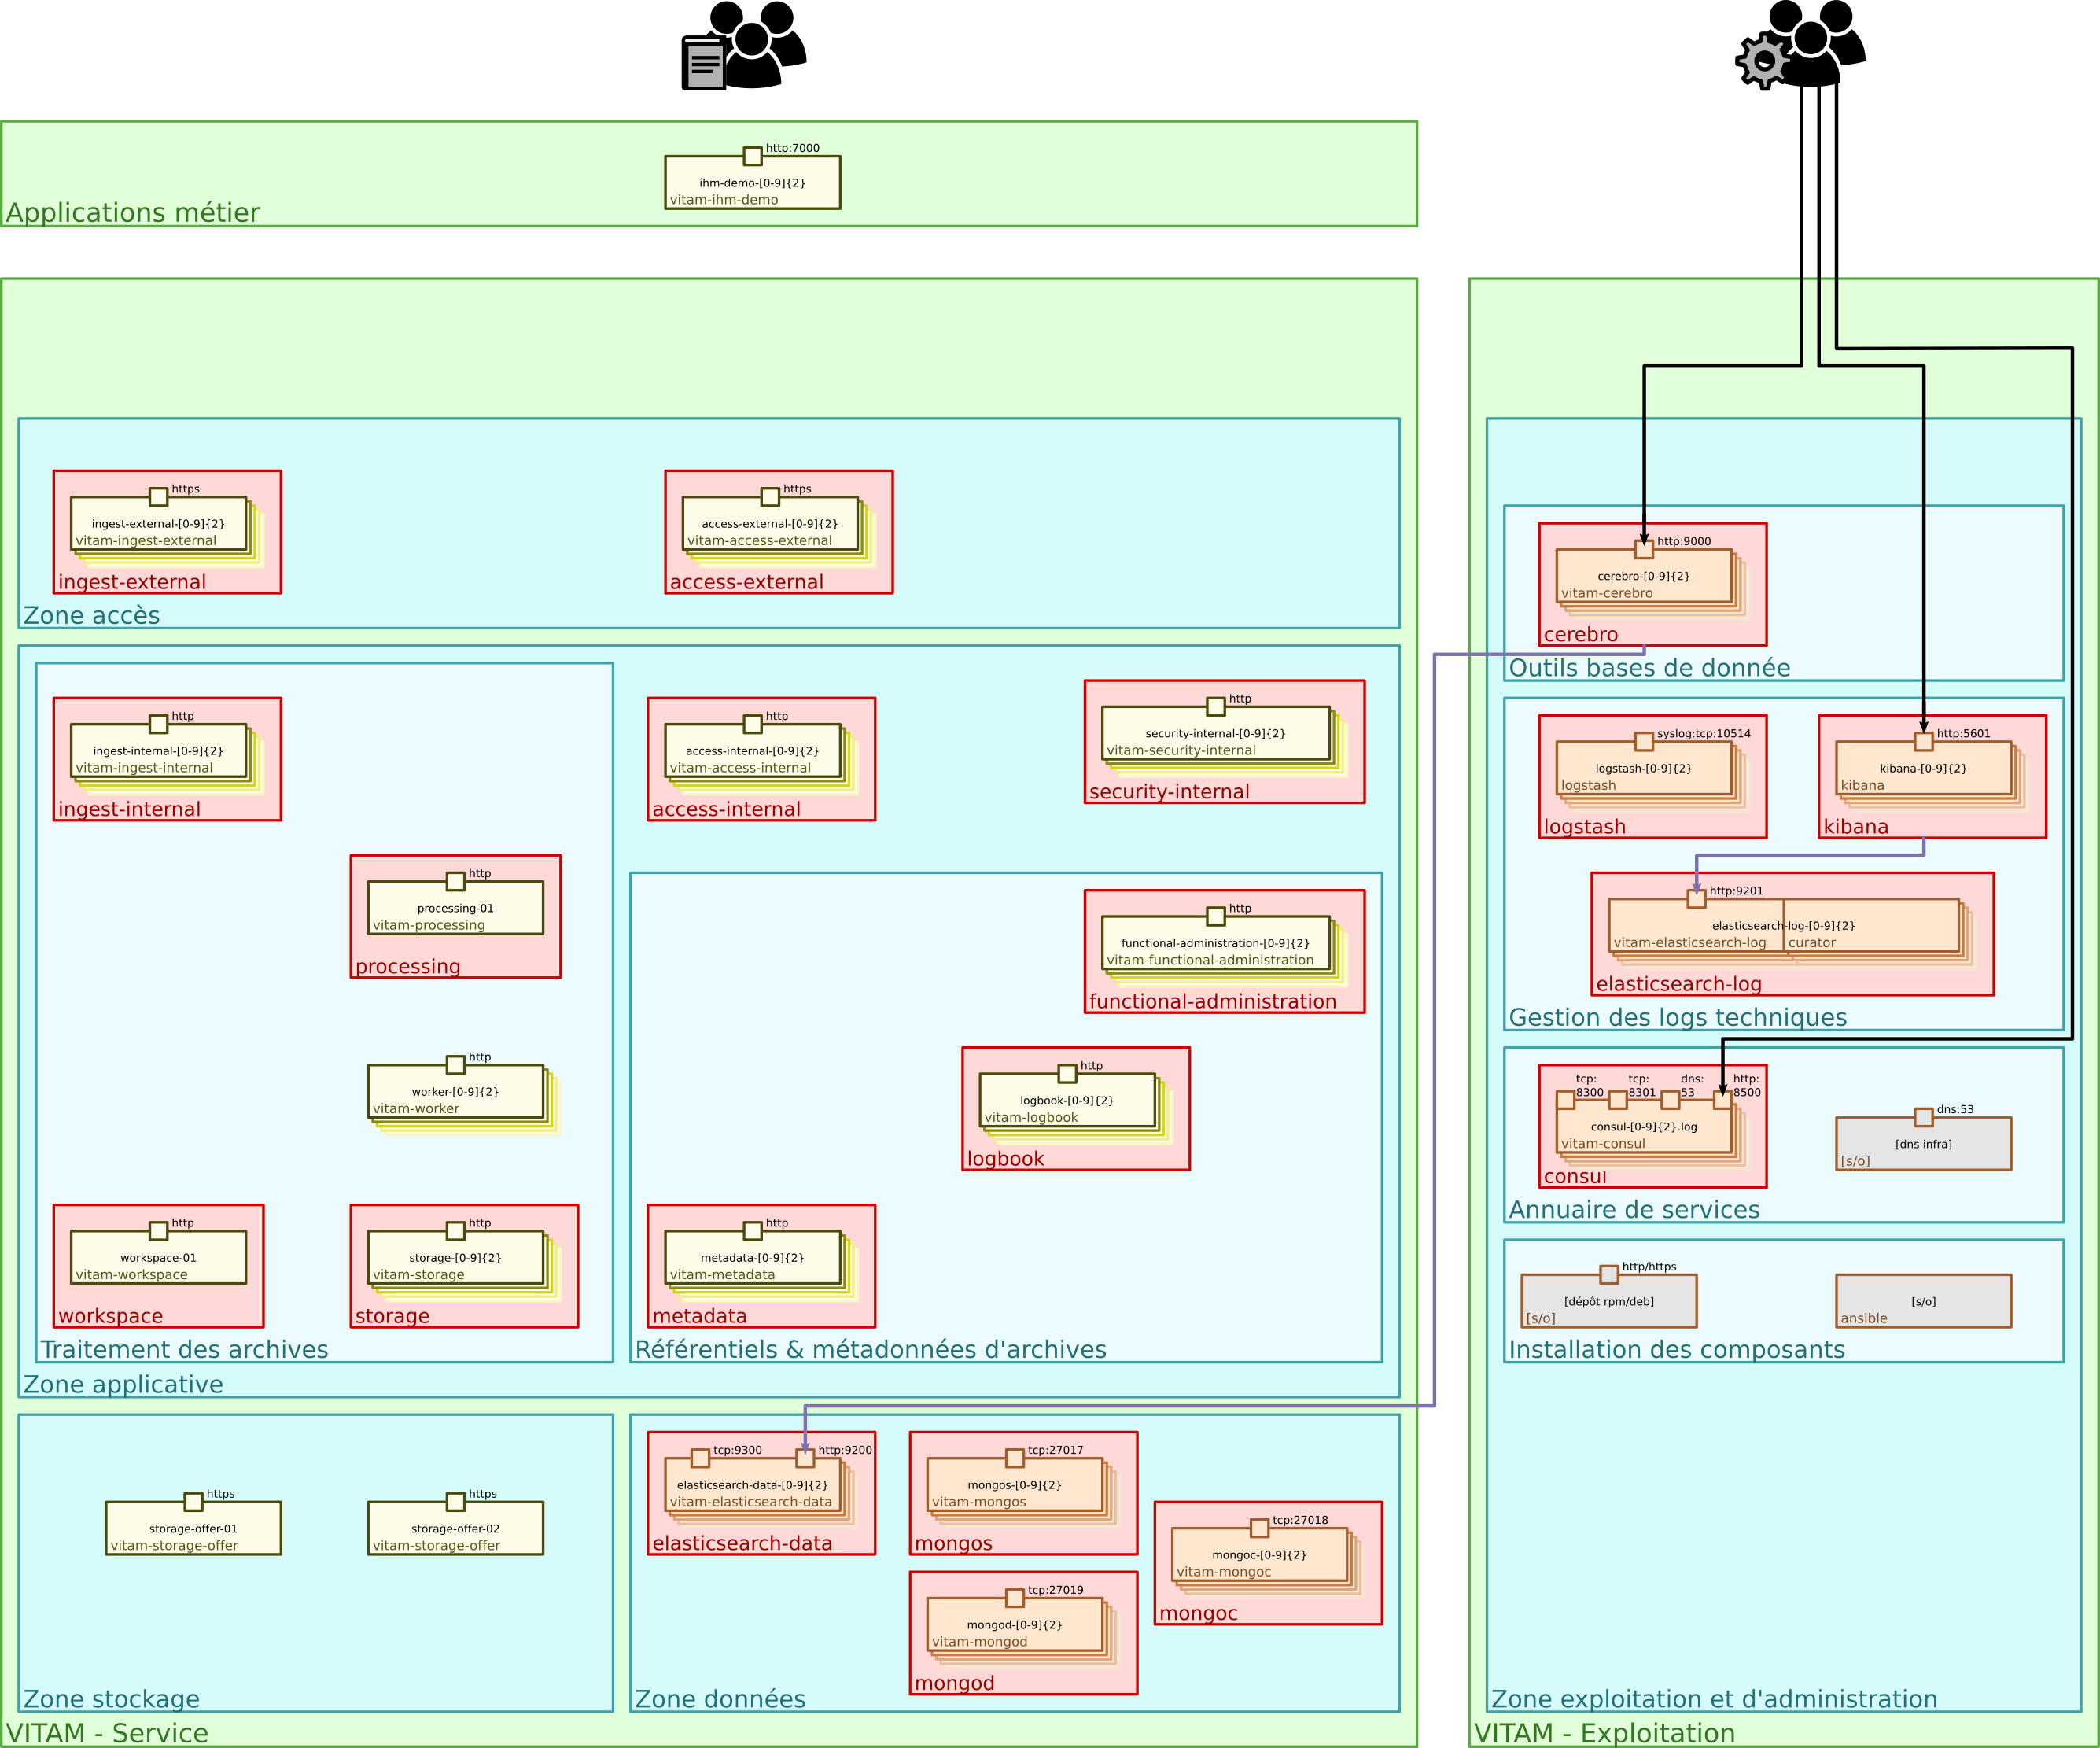 http:7000
ihm-demo-[0-9]{2}
vitam-ihm-demo
Applications métier
https
ingest-external-[0-9]{2}
vitam-ingest-external
ingest-external
https
access-external-[0-9]{2}
vitam-access-external
access-external
Zone accès
http
ingest-internal-[0-9]{2}
vitam-ingest-internal
ingest-internal
http
processing-01
vitam-processing
processing
http
worker-[0-9]{2}
vitam-worker
http
workspace-01
vitam-workspace
workspace
http
storage-[0-9]{2}
vitam-storage
storage
Traitement des archives
http
access-internal-[0-9]{2}
vitam-access-internal
access-internal
http
security-internal-[0-9]{2}
vitam-security-internal
security-internal
http
functional-administration-[0-9]{2}
vitam-functional-administration
functional-administration
http
logbook-[0-9]{2}
vitam-logbook
logbook
http
metadata-[0-9]{2}
vitam-metadata
metadata
Référentiels & métadonnées d'archives
Zone applicative
https
storage-offer-01
vitam-storage-offer
https
storage-offer-02
vitam-storage-offer
Zone stockage
tcp:9300
http:9200
elasticsearch-data-[0-9]{2}
vitam-elasticsearch-data
elasticsearch-data
tcp:27017
mongos-[0-9]{2}
vitam-mongos
mongos
tcp:27018
mongoc-[0-9]{2}
vitam-mongoc
mongoc
tcp:27019
mongod-[0-9]{2}
vitam-mongod
mongod
Zone données
VITAM - Service
http:9000
cerebro-[0-9]{2}
vitam-cerebro
cerebro
Outils bases de donnée
syslog:tcp:10514
logstash-[0-9]{2}
logstash
logstash
http:5601
kibana-[0-9]{2}
kibana
kibana
http:9201
elasticsearch-log-[0-9]{2}
vitam-elasticsearch-log
curator
elasticsearch-log
Gestion des logs techniques
tcp:
8300
tcp:
8301
dns:
53
http:
8500
consul-[0-9]{2}.log
vitam-consul
consul
dns:53
[dns infra]
[s/o]
Annuaire de services
http/https
[dépôt rpm/deb]
[s/o]
[s/o]
ansible
Installation des composants
Zone exploitation et d'administration
VITAM - Exploitation